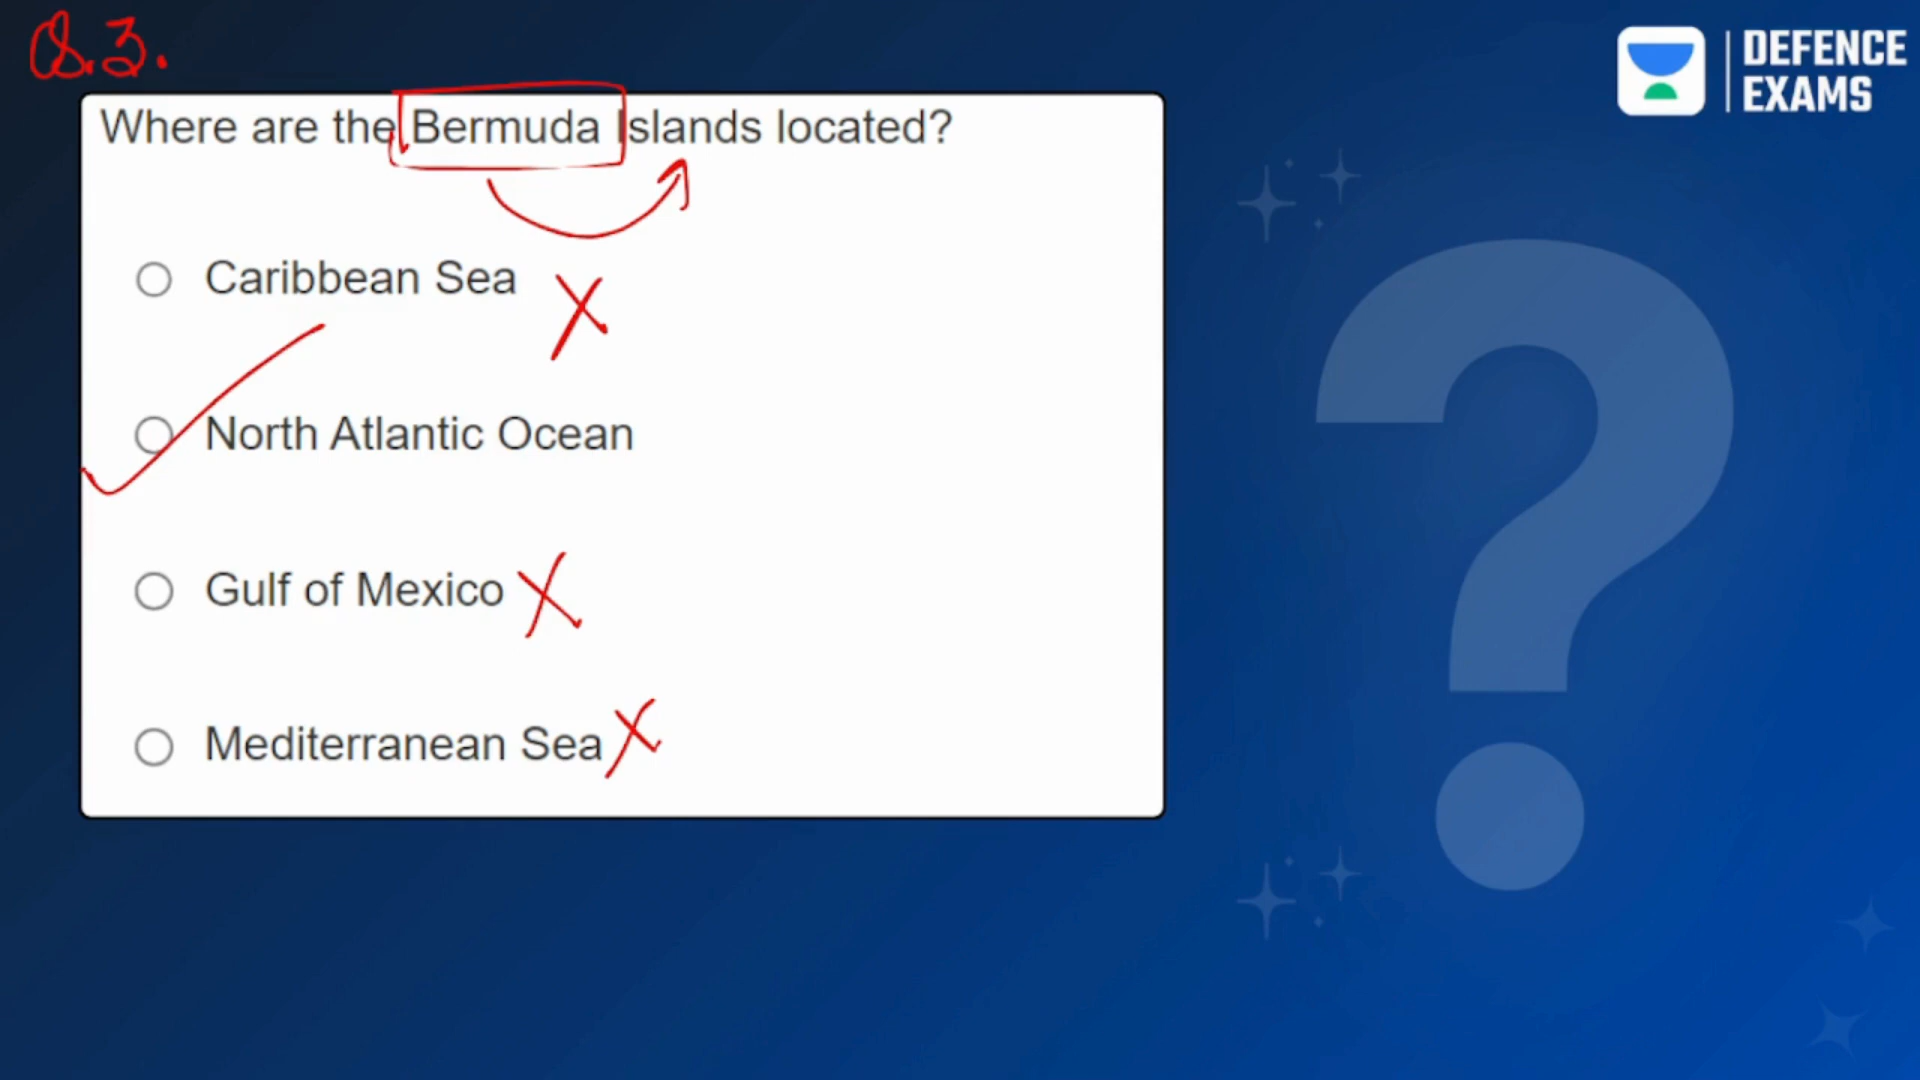 Q.3.
DEFENCE
EXAMS
Where are the Bermuda Islands located?
Caribbean Sea
North Atlantic Ocean
Gulf of Mexico
Mediterranean Sea